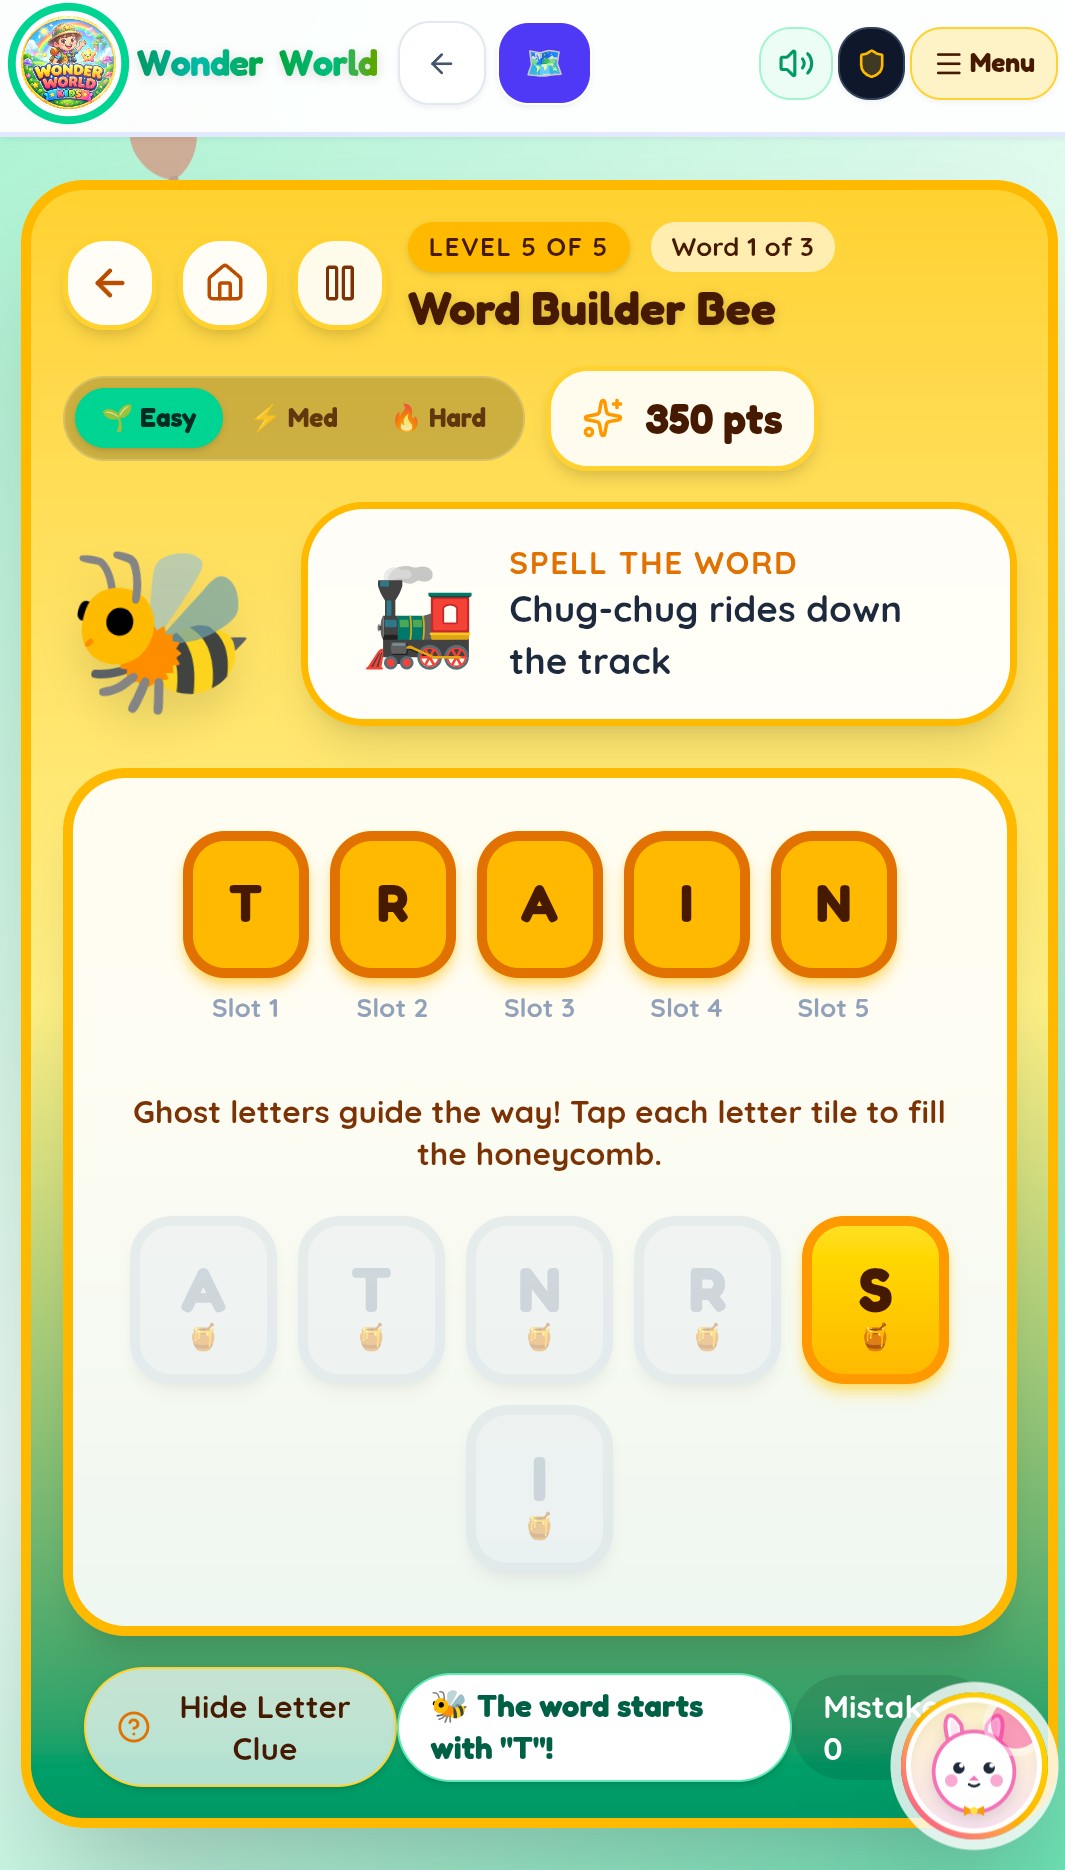 WONDER
WORLD
KIDS
Wonder World
Menu
LEVEL 5 OF 5
Word 1 of 3
Word Builder Bee
Easy
Med
Hard
350 pts
SPELL THE WORD
Chug-chug rides down
the track
T R A I N
Slot 1 Slot 2 Slot 3 Slot 4 Slot 5
Ghost letters guide the way! Tap each letter tile to fill
the honeycomb.
A T N R S
I
Hide Letter
Clue
The word starts
with "T"!
0